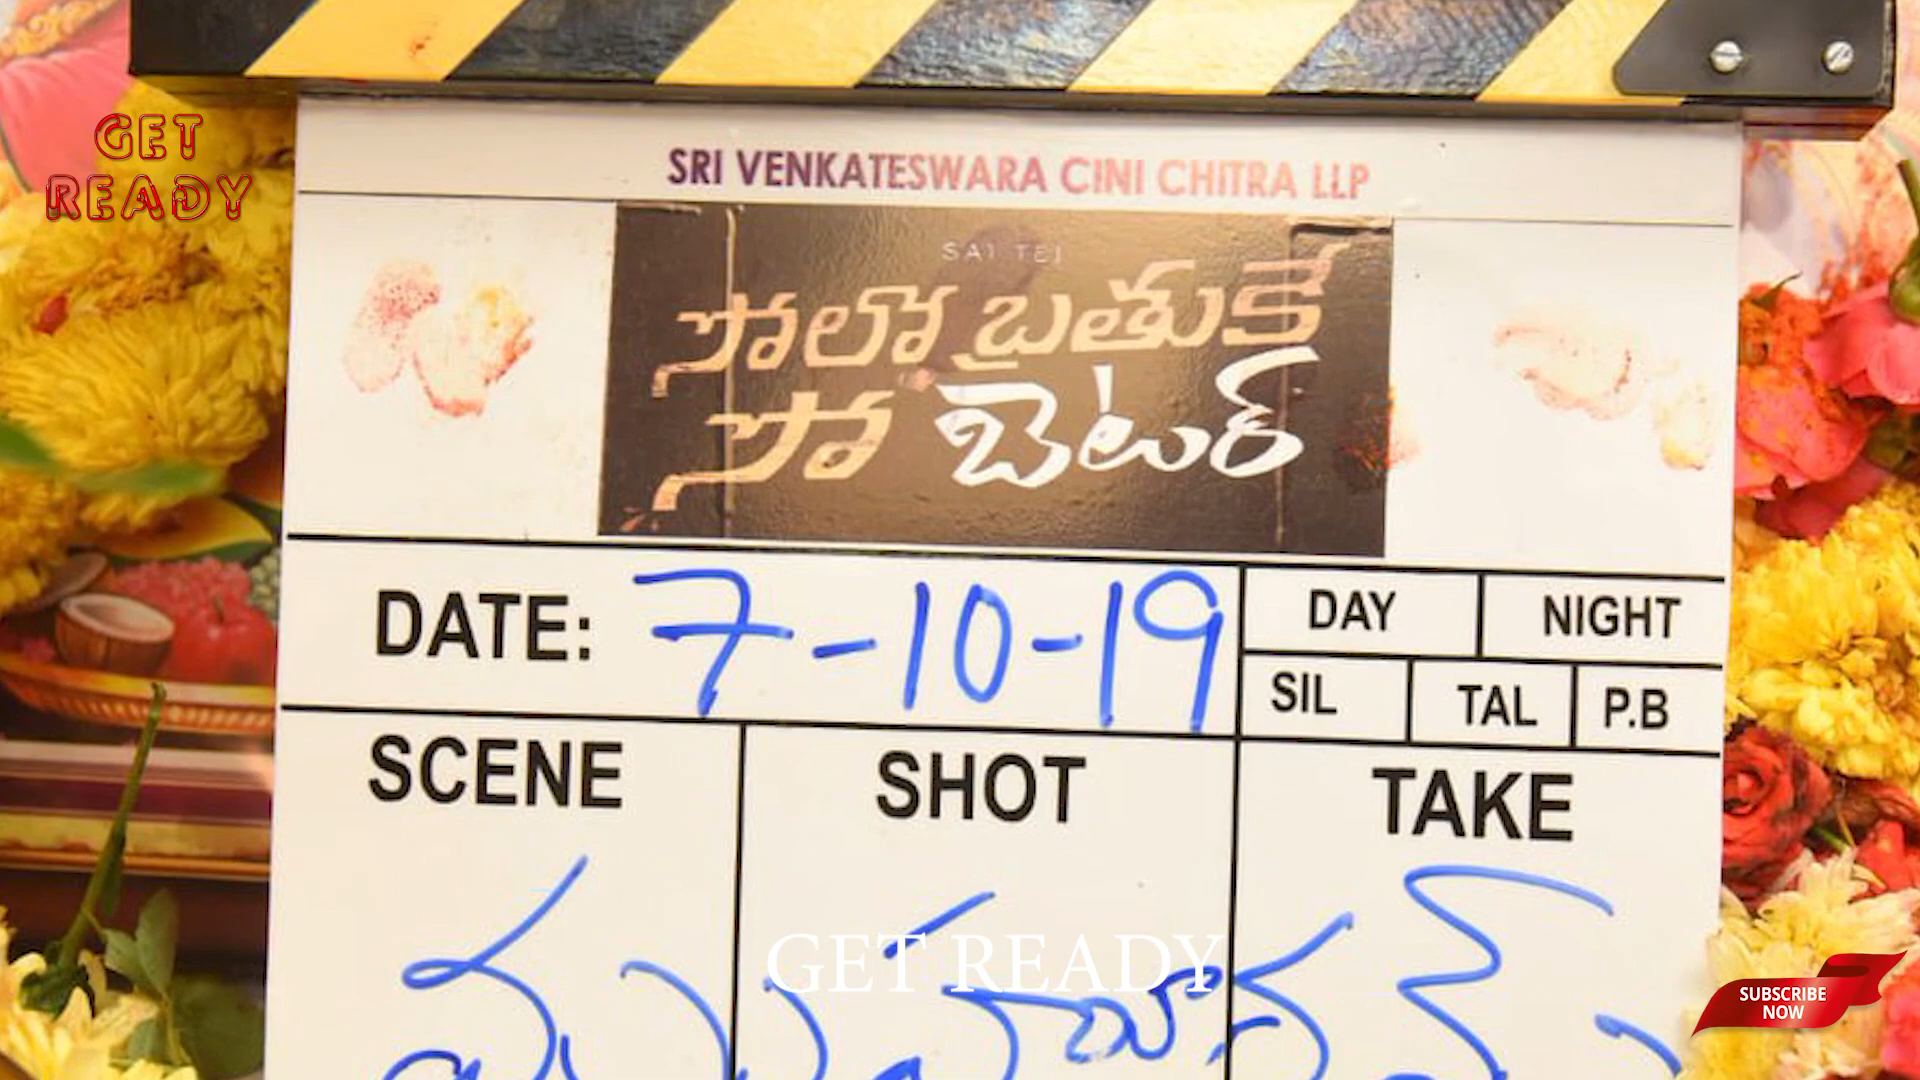 GET
READY
SRI VENKATESWARA CINI CHITRA LLP
SAI TEJ
సోలో బ్రతుకే
సో బెటర్
DATE: 7-10-19
DAY NIGHT
SIL TAL P.B
SCENE SHOT TAKE
GET READY
SUBSCRIBE
NOW